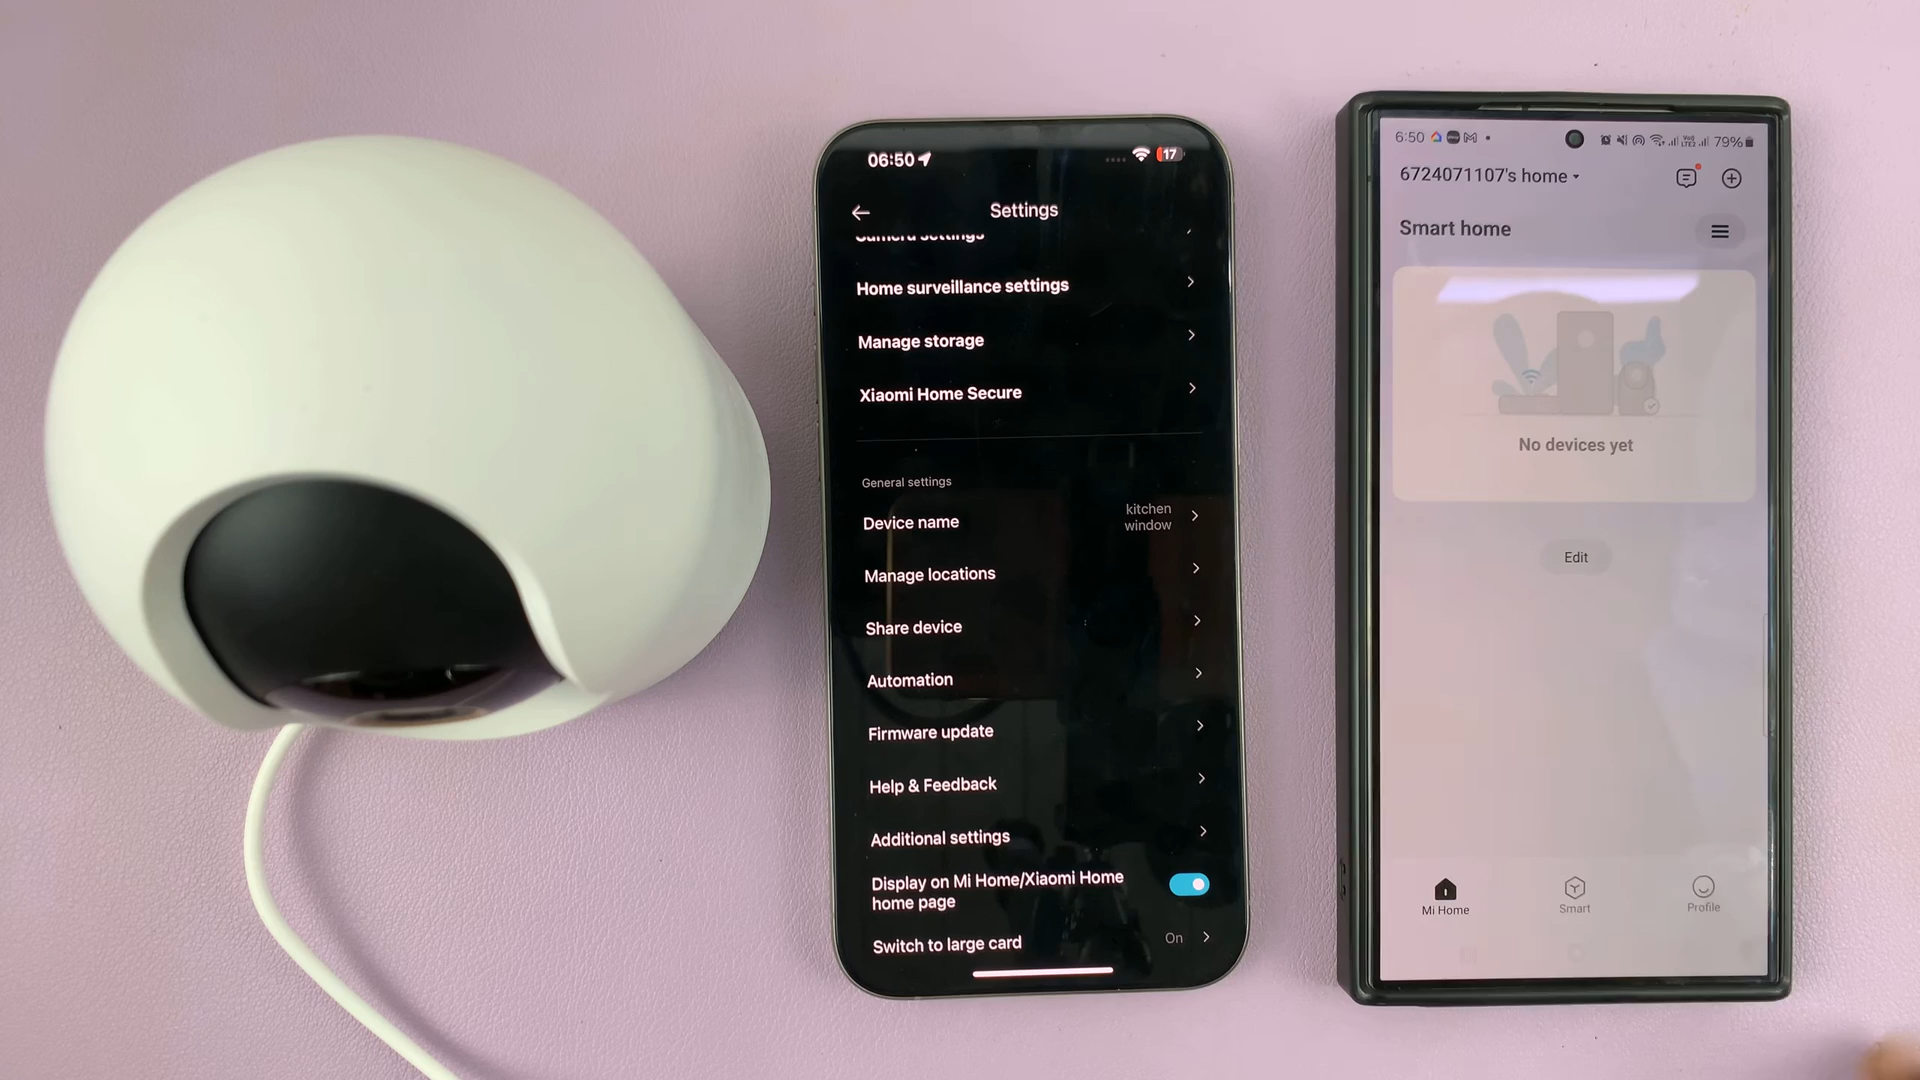 06:50
17
Settings
Camera settings
Home surveillance settings
Manage storage
Xiaomi Home Secure
General settings
Device name
kitchen
window
Manage locations
Share device
Automation
Firmware update
Help & Feedback
Additional settings
Display on Mi Home/Xiaomi Home
home page
Switch to large card
On
6:50
79%
6724071107's home
Smart home
No devices yet
Edit
Mi Home
Smart
Profile